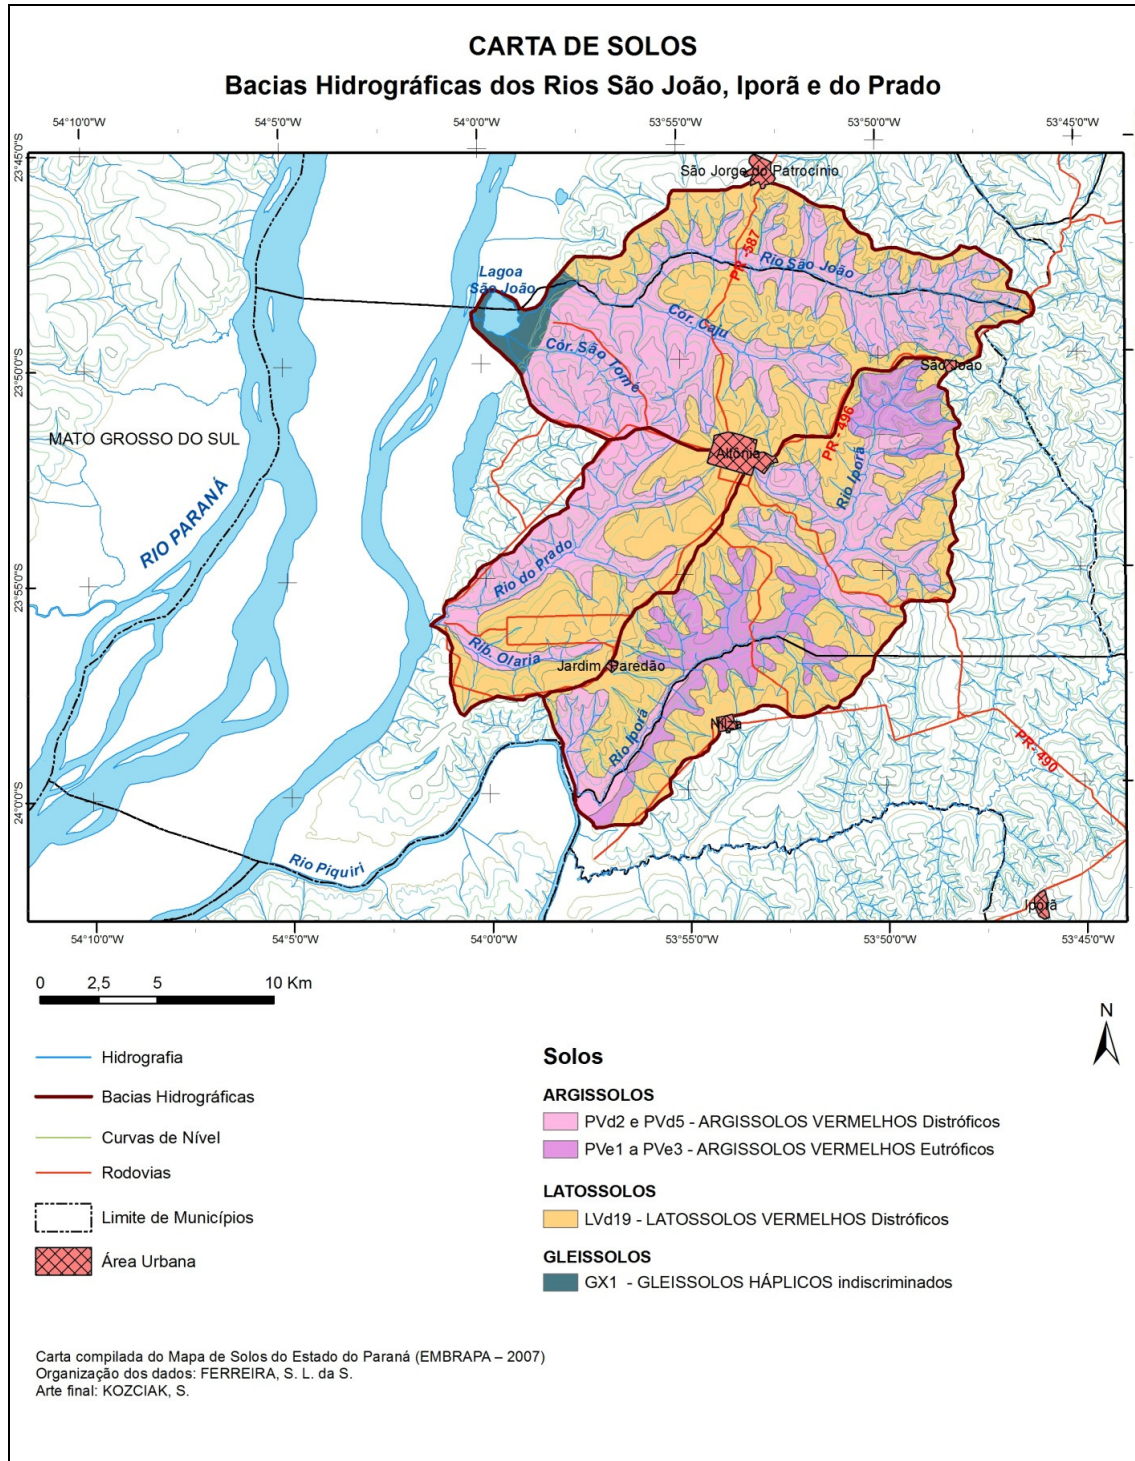 CARTA DE SOLOS
Bacias Hidrográficas dos Rios São João, Iporã e do Prado
54°10'0"W 54°5'0"W 54°0'0"W 53°55'0"W 53°50'0"W 53°45'0"W
23°45'0"S
São Jorge do Patrocínio
PR -587
Rio São João
Lagoa
São João
Cór. Caju
Cór. São Tomé
23°50'0"S
São João
MATO GROSSO DO SUL
PR - 496
Altônia
Rio Iporã
RIO PARANÁ
Rio do Prado
23°55'0"S
Rib. Olaria
Jardim Paredão
Rio Iporã
Nilza
PR- 490
24°0'0"S
Rio Piquiri
Iporã
54°10'0"W 54°5'0"W 54°0'0"W 53°55'0"W 53°50'0"W 53°45'0"W
0 2,5 5 10 Km
N
Hidrografia
Bacias Hidrográficas
Curvas de Nível
Rodovias
Limite de Municípios
Área Urbana
Solos
ARGISSOLOS
PVd2 e PVd5 - ARGISSOLOS VERMELHOS Distróficos
PVe1 a PVe3 - ARGISSOLOS VERMELHOS Eutróficos
LATOSSOLOS
LVd19 - LATOSSOLOS VERMELHOS Distróficos
GLEISSOLOS
GX1 - GLEISSOLOS HÁPLICOS indiscriminados
Carta compilada do Mapa de Solos do Estado do Paraná (EMBRAPA – 2007)
Organização dos dados: FERREIRA, S. L. da S.
Arte final: KOZCIAK, S.